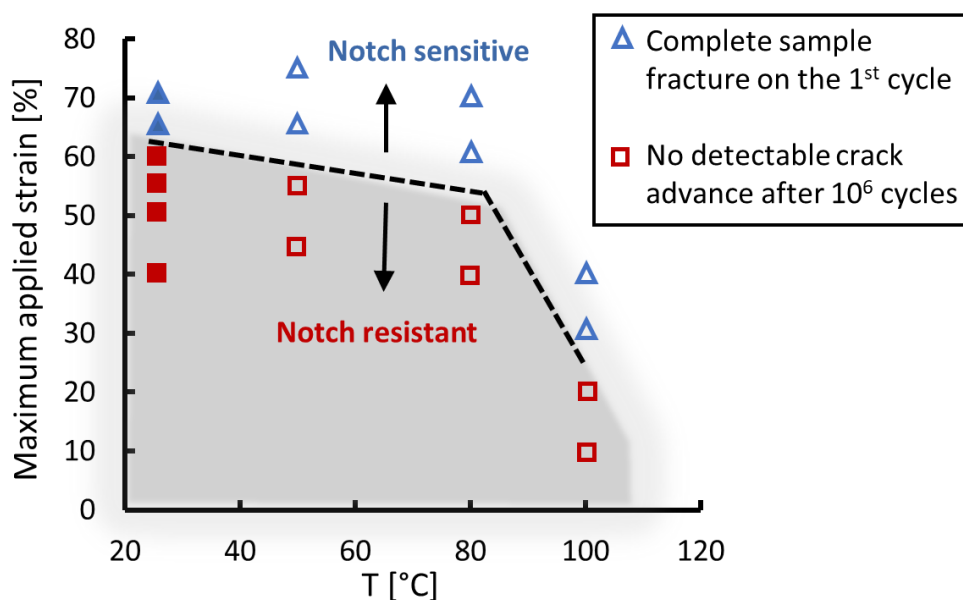 80
70
60
50
40
30
20
10
0
Maximum applied strain [%]
20 40 60 80 100 120
T [°C]
Notch sensitive
Notch resistant
Complete sample
fracture on the 1st cycle
No detectable crack
advance after 10⁶ cycles